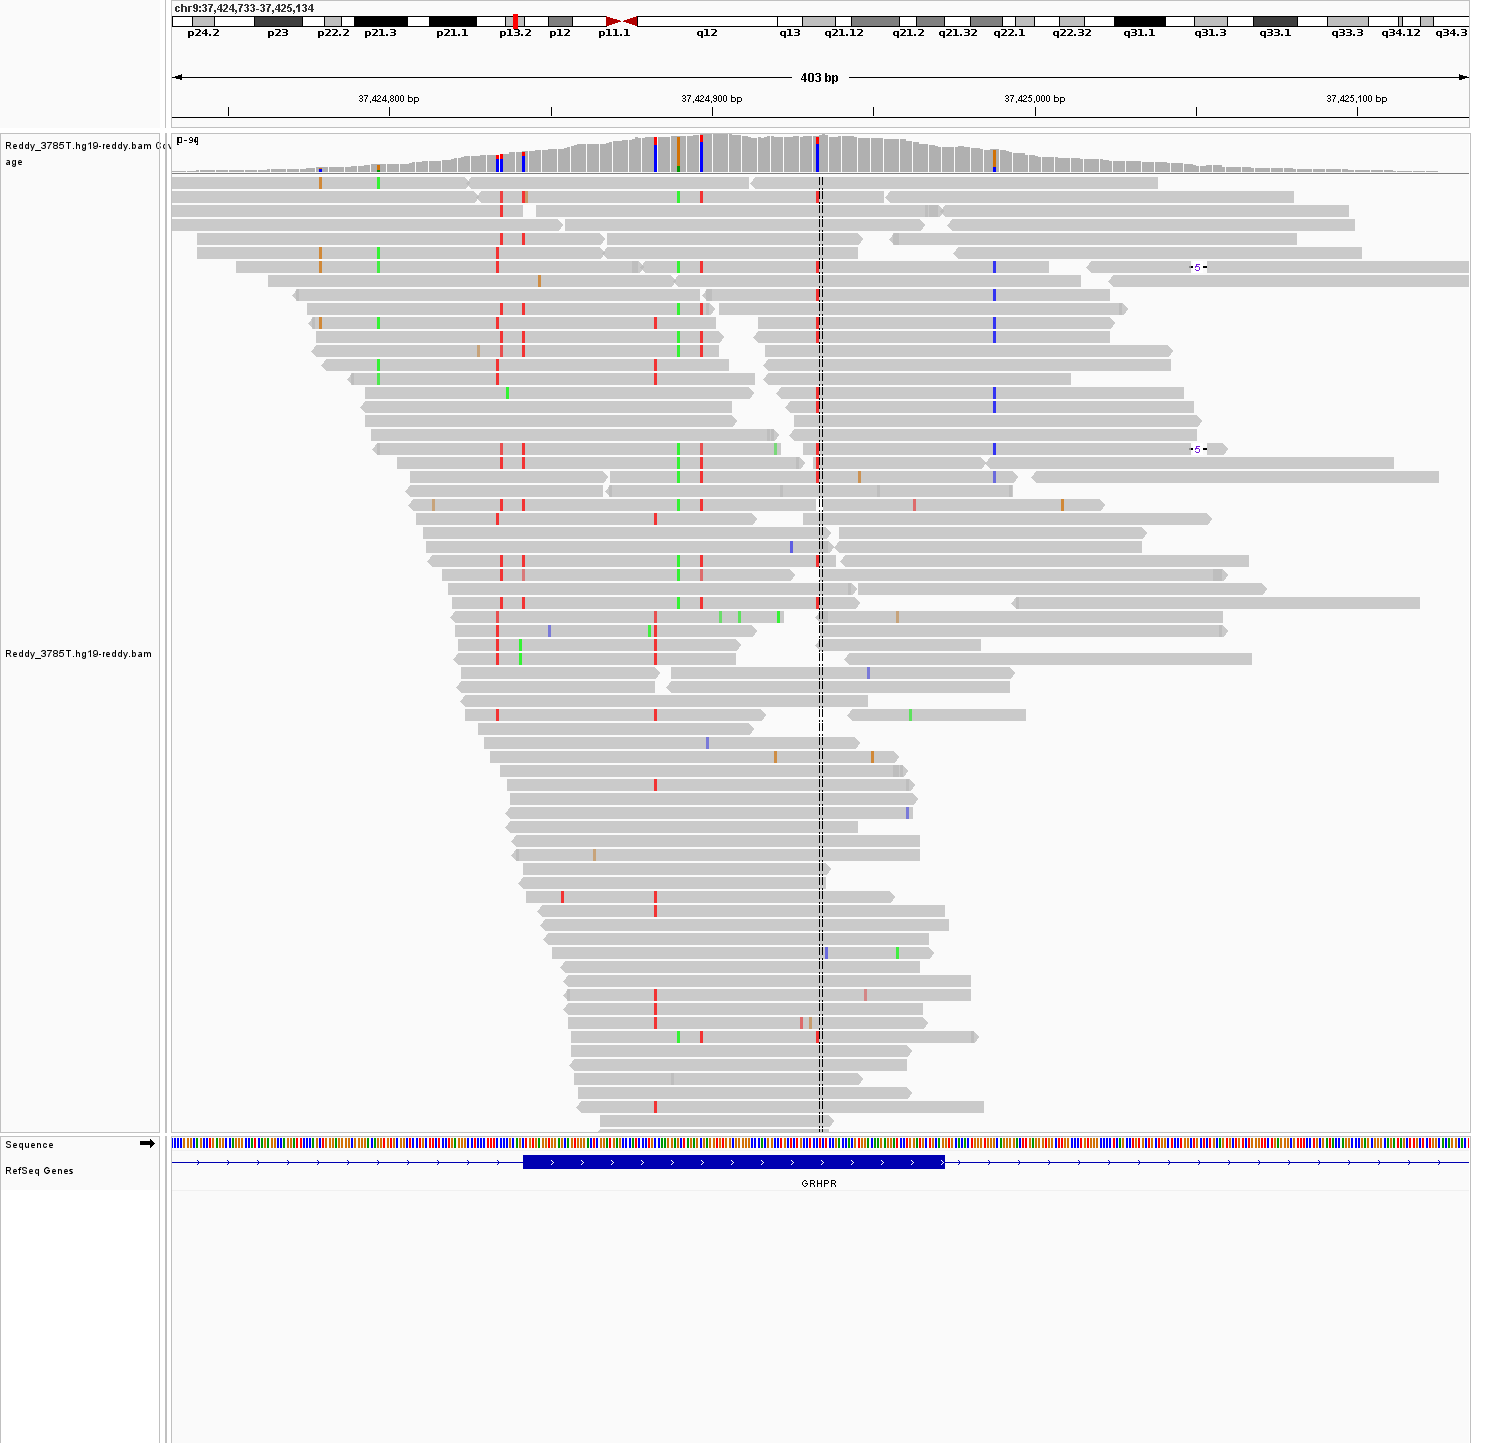 chr9:37,424,733-37,425,134
p24.2 p23 p22.2 p21.3 p21.1 p13.2 p12 p11.1 q12 q13 q21.12 q21.2 q21.32 q22.1 q22.32 q31.1 q31.3 q33.1 q33.3 q34.12 q34.3
403 bp
37,424,800 bp 37,424,900 bp 37,425,000 bp 37,425,100 bp
Reddy_3785T.hg19-reddy.bam Cov
age
5
5
Reddy_3785T.hg19-reddy.bam
Sequence
RefSeq Genes
GRHPR